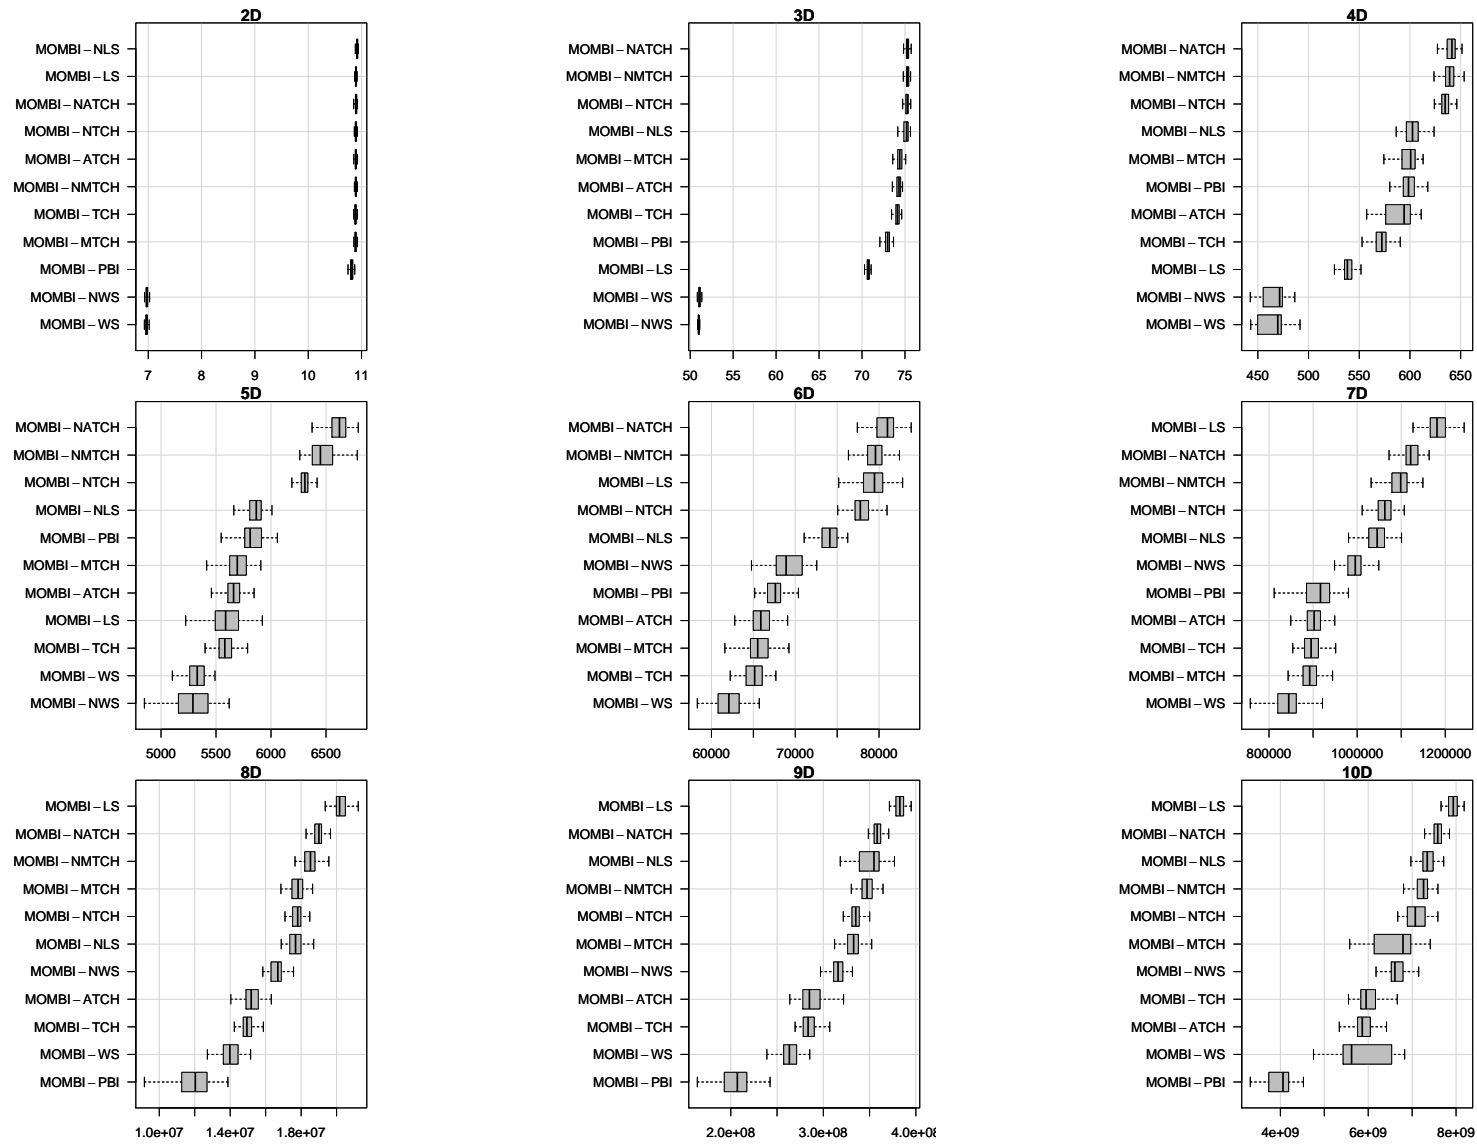 2D
MOMBI−NLS
MOMBI−LS
MOMBI−NATCH
MOMBI−NTCH
MOMBI−ATCH
MOMBI−NMTCH
MOMBI−TCH
MOMBI−MTCH
MOMBI−PBI
MOMBI−NWS
MOMBI−WS
7 8 9 10 11
3D
MOMBI−NATCH
MOMBI−NMTCH
MOMBI−NTCH
MOMBI−NLS
MOMBI−MTCH
MOMBI−ATCH
MOMBI−TCH
MOMBI−PBI
MOMBI−LS
MOMBI−WS
MOMBI−NWS
50 55 60 65 70 75
4D
MOMBI−NATCH
MOMBI−NMTCH
MOMBI−NTCH
MOMBI−NLS
MOMBI−MTCH
MOMBI−PBI
MOMBI−ATCH
MOMBI−TCH
MOMBI−LS
MOMBI−NWS
MOMBI−WS
450 500 550 600 650
5D
MOMBI−NATCH
MOMBI−NMTCH
MOMBI−NTCH
MOMBI−NLS
MOMBI−PBI
MOMBI−MTCH
MOMBI−ATCH
MOMBI−LS
MOMBI−TCH
MOMBI−WS
MOMBI−NWS
5000 5500 6000 6500
6D
MOMBI−NATCH
MOMBI−NMTCH
MOMBI−LS
MOMBI−NTCH
MOMBI−NLS
MOMBI−NWS
MOMBI−PBI
MOMBI−ATCH
MOMBI−MTCH
MOMBI−TCH
MOMBI−WS
60000 70000 80000
7D
MOMBI−LS
MOMBI−NATCH
MOMBI−NMTCH
MOMBI−NTCH
MOMBI−NLS
MOMBI−NWS
MOMBI−PBI
MOMBI−ATCH
MOMBI−TCH
MOMBI−MTCH
MOMBI−WS
800000 1000000 1200000
8D
MOMBI−LS
MOMBI−NATCH
MOMBI−NMTCH
MOMBI−MTCH
MOMBI−NTCH
MOMBI−NLS
MOMBI−NWS
MOMBI−ATCH
MOMBI−TCH
MOMBI−WS
MOMBI−PBI
1.0e+07 1.4e+07 1.8e+07
9D
MOMBI−LS
MOMBI−NATCH
MOMBI−NLS
MOMBI−NMTCH
MOMBI−NTCH
MOMBI−MTCH
MOMBI−NWS
MOMBI−ATCH
MOMBI−TCH
MOMBI−WS
MOMBI−PBI
2.0e+08 3.0e+08
10D
MOMBI−LS
MOMBI−NATCH
MOMBI−NLS
MOMBI−NMTCH
MOMBI−NTCH
MOMBI−MTCH
MOMBI−NWS
MOMBI−TCH
MOMBI−ATCH
MOMBI−WS
MOMBI−PBI
4e+09 6e+09 8e+09